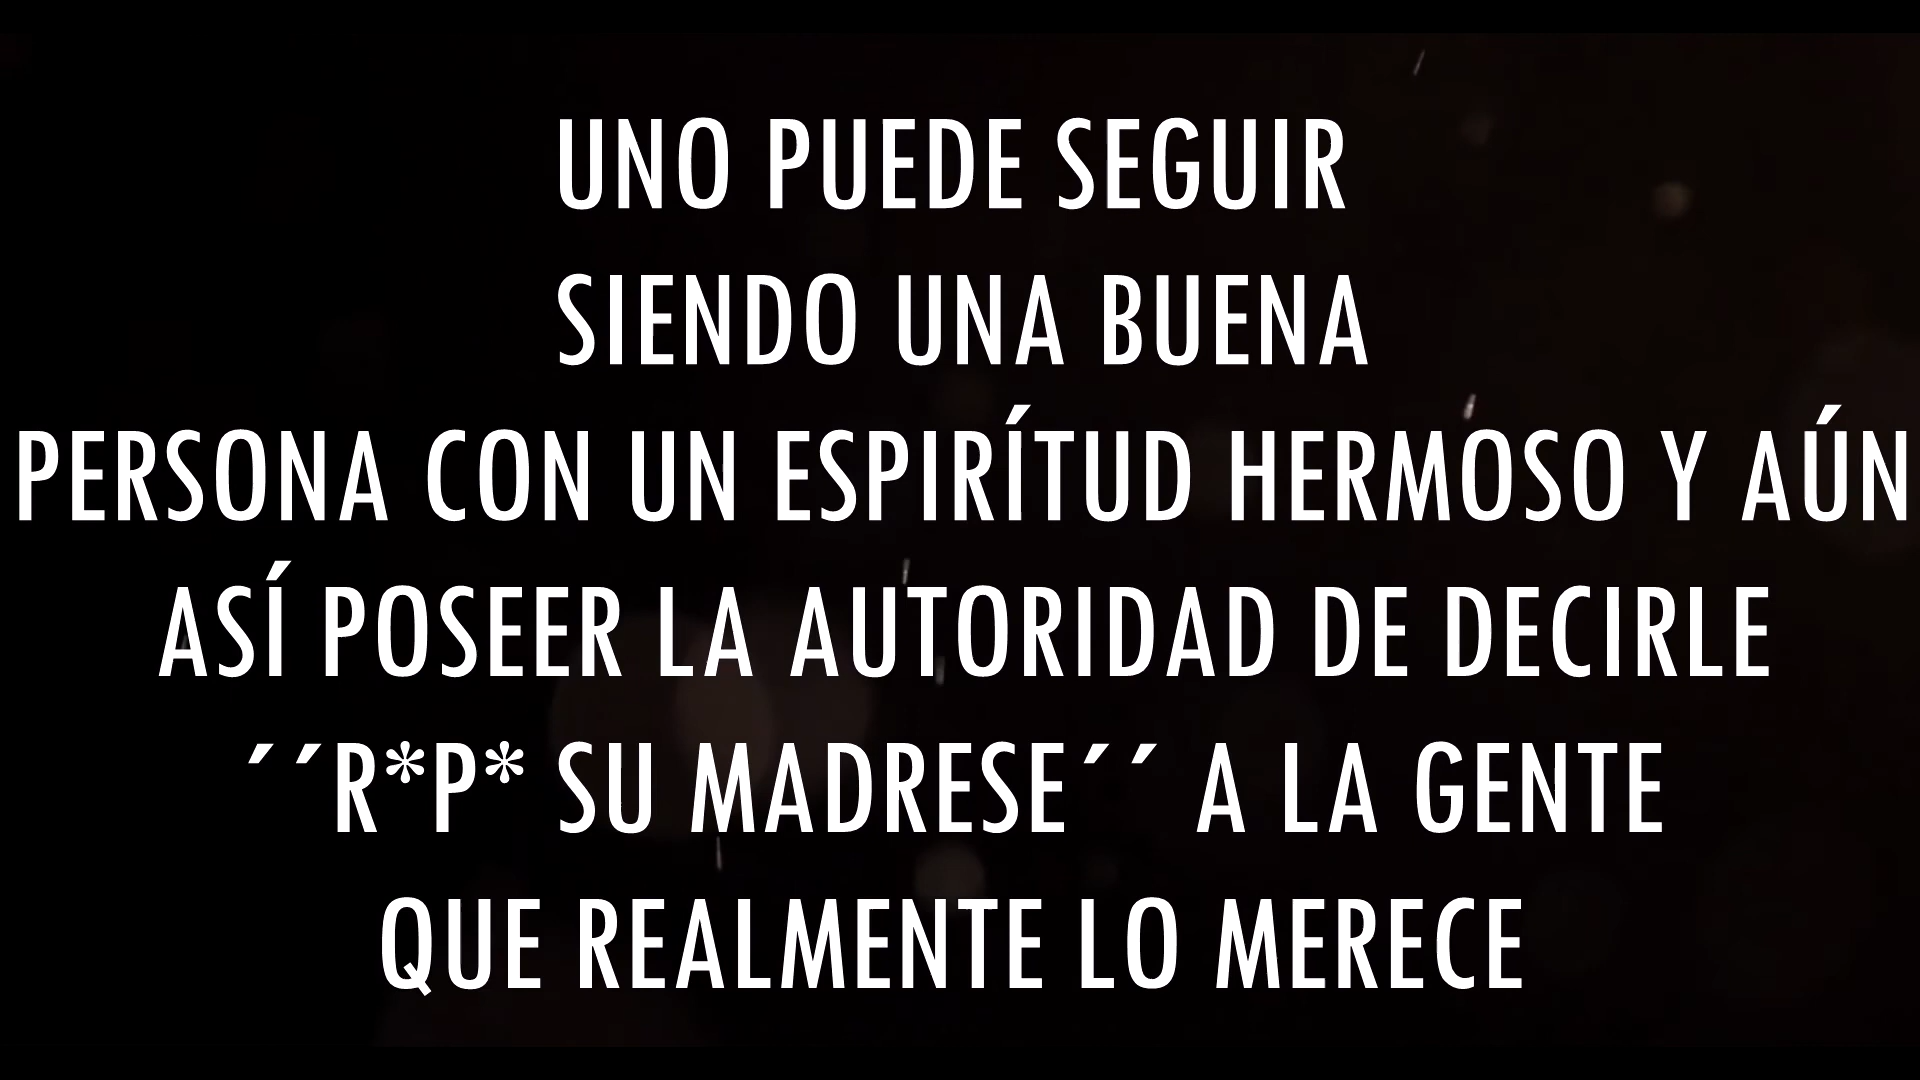 UNO PUEDE SEGUIR
SIENDO UNA BUENA
PERSONA CON UN ESPIRÍTUD HERMOSO Y AÚN
ASÍ POSEER LA AUTORIDAD DE DECIRLE
´´R*P* SU MADRESE´´ A LA GENTE
QUE REALMENTE LO MERECE